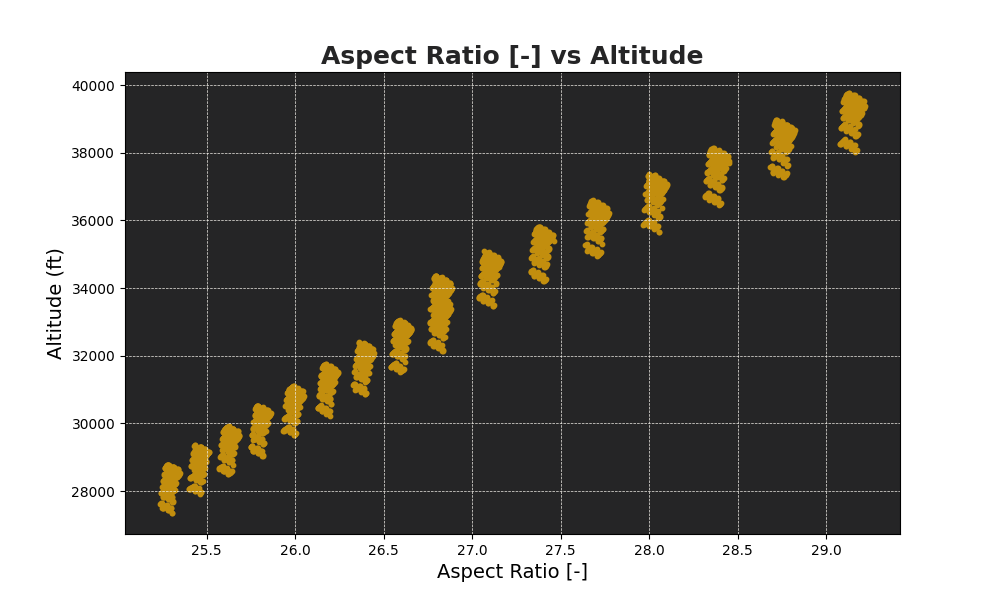 Aspect Ratio [-] vs Altitude
Altitude (ft)
40000
38000
36000
34000
32000
30000
28000
25.5 26.0 26.5 27.0 27.5 28.0 28.5 29.0
Aspect Ratio [-]